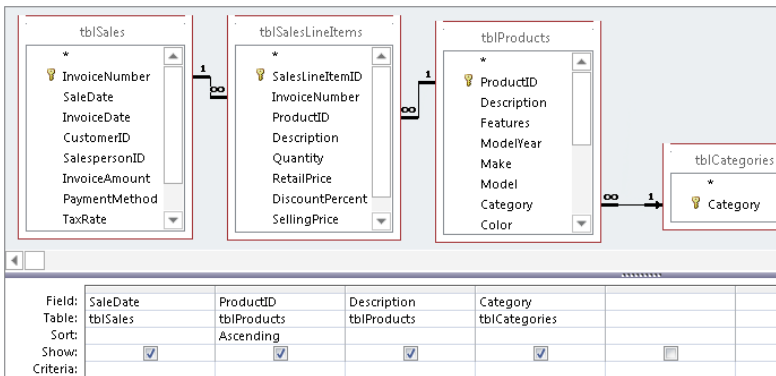 tblSales
*
InvoiceNumber
SaleDate
InvoiceDate
CustomerID
SalespersonID
InvoiceAmount
PaymentMethod
TaxRate
1
∞
tblSalesLineItems
*
SalesLineItemID
InvoiceNumber
ProductID
Description
Quantity
RetailPrice
DiscountPercent
SellingPrice
1
∞
tblProducts
*
ProductID
Description
Features
ModelYear
Make
Model
Category
Color
∞ 1
tblCategories
*
Category
Field: SaleDate ProductID Description Category
Table: tblSales tblProducts tblProducts tblCategories
Sort: Ascending
Show:
Criteria: